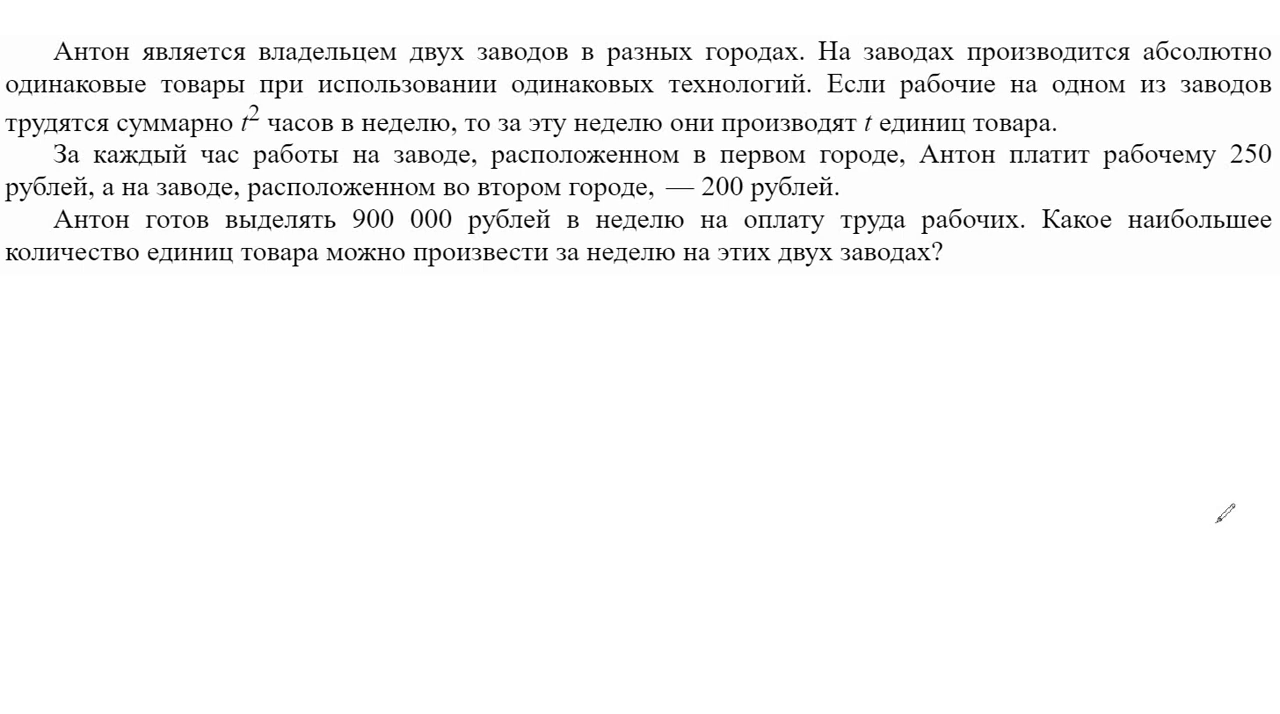 Антон является владельцем двух заводов в разных городах. На заводах производится абсолютно
одинаковые товары при использовании одинаковых технологий. Если рабочие на одном из заводов
трудятся суммарно t² часов в неделю, то за эту неделю они производят t единиц товара.
За каждый час работы на заводе, расположенном в первом городе, Антон платит рабочему 250
рублей, а на заводе, расположенном во втором городе, — 200 рублей.
Антон готов выделять 900 000 рублей в неделю на оплату труда рабочих. Какое наибольшее
количество единиц товара можно произвести за неделю на этих двух заводах?